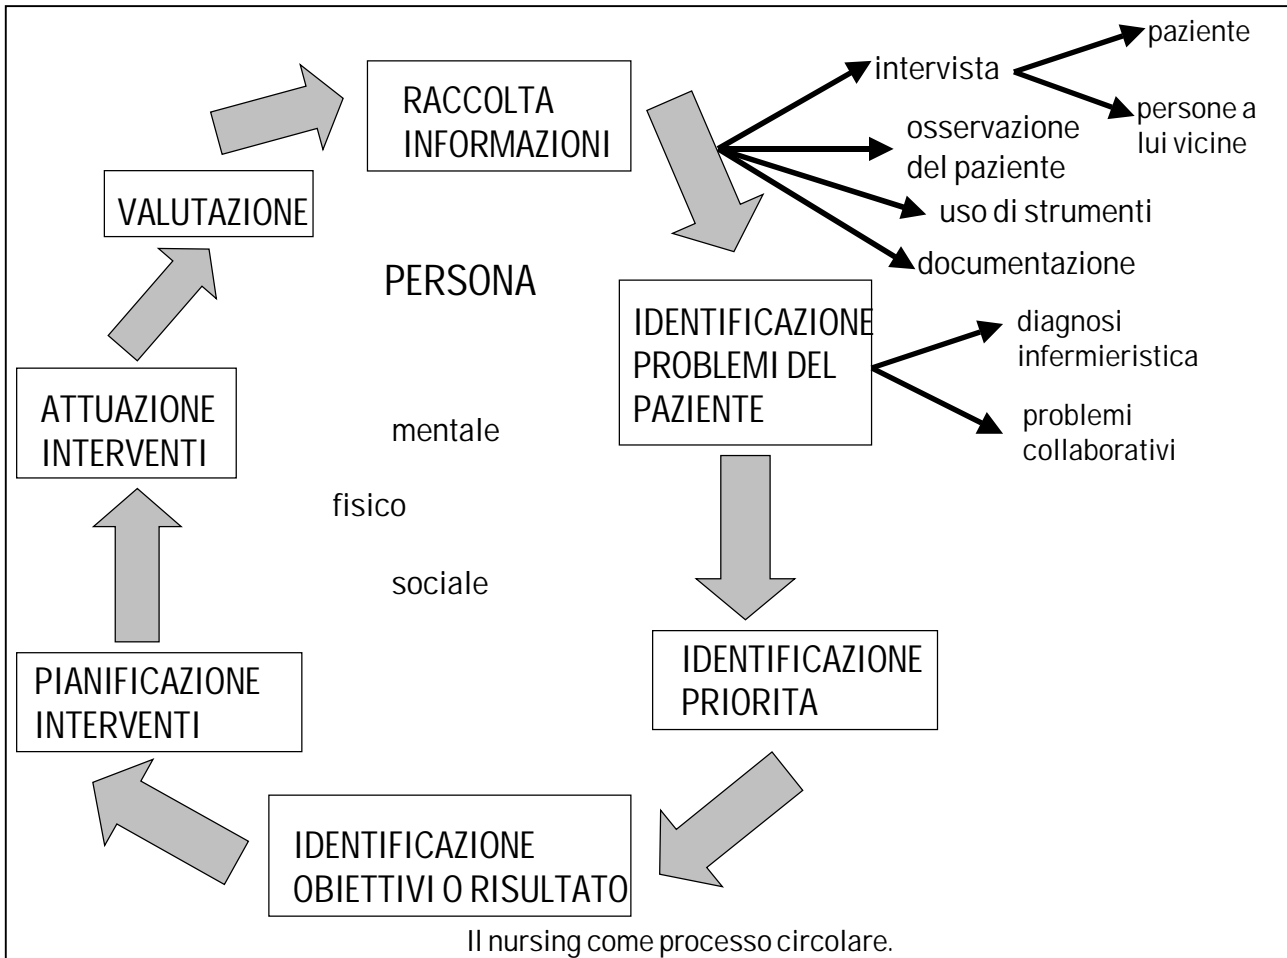 RACCOLTA
INFORMAZIONI
intervista
paziente
persone a
lui vicine
osservazione
del paziente
uso di strumenti
documentazione
VALUTAZIONE
PERSONA
IDENTIFICAZIONE
PROBLEMI DEL
PAZIENTE
diagnosi
infermieristica
problemi
collaborativi
ATTUAZIONE
INTERVENTI
mentale
fisico
sociale
IDENTIFICAZIONE
PRIORITA
PIANIFICAZIONE
INTERVENTI
IDENTIFICAZIONE
OBIETTIVI O RISULTATO
Il nursing come processo circolare.